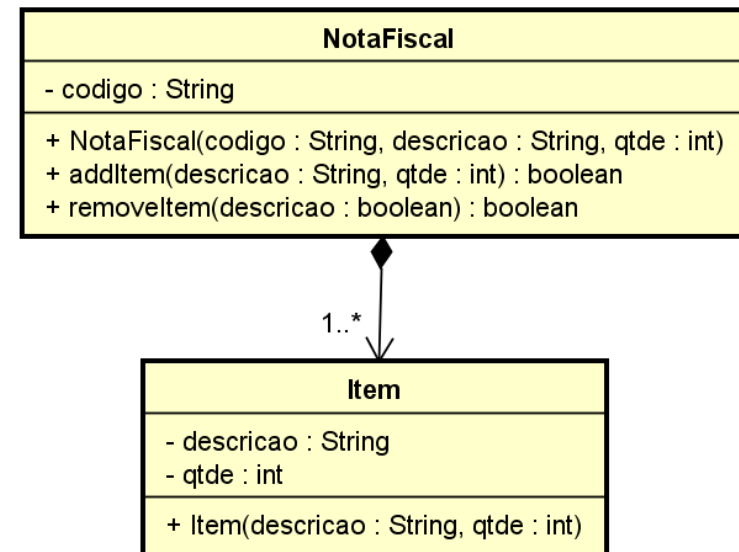 NotaFiscal
- codigo : String
+ NotaFiscal(codigo : String, descricao : String, qtde : int)
+ addItem(descricao : String, qtde : int) : boolean
+ removeItem(descricao : boolean) : boolean
1..*
Item
- descricao : String
- qtde : int
+ Item(descricao : String, qtde : int)